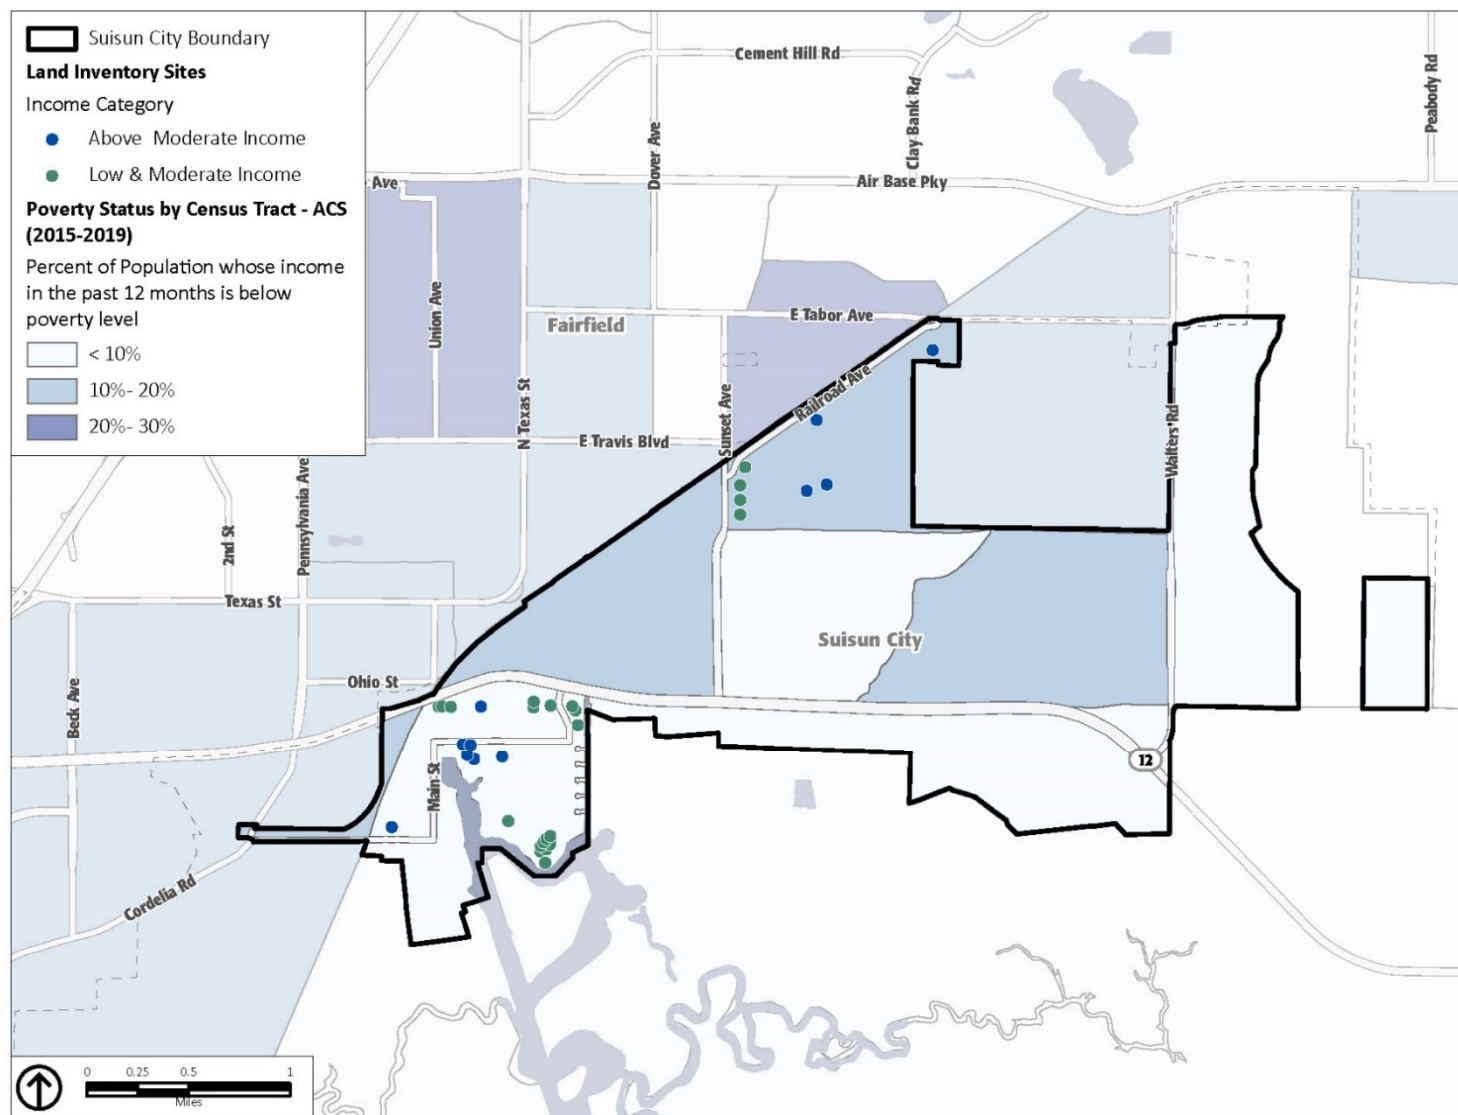 Suisun City Boundary
Land Inventory Sites
Income Category
Above Moderate Income
Low & Moderate Income
Poverty Status by Census Tract - ACS
(2015-2019)
Percent of Population whose income
in the past 12 months is below
poverty level
< 10%
10%- 20%
20%- 30%
Cement Hill Rd
Clay Bank Rd
Peabody Rd
Dover Ave
Ave
Air Base Pky
Union Ave
Fairfield
E Tabor Ave
N Texas St
E Travis Blvd
Sunset Ave
Railroad Ave
Walters Rd
Pennsylvania Ave
2nd St
Texas St
Suisun City
Ohio St
Beck Ave
Main St
12
Cordelia Rd
0 0.25 0.5 1
Miles